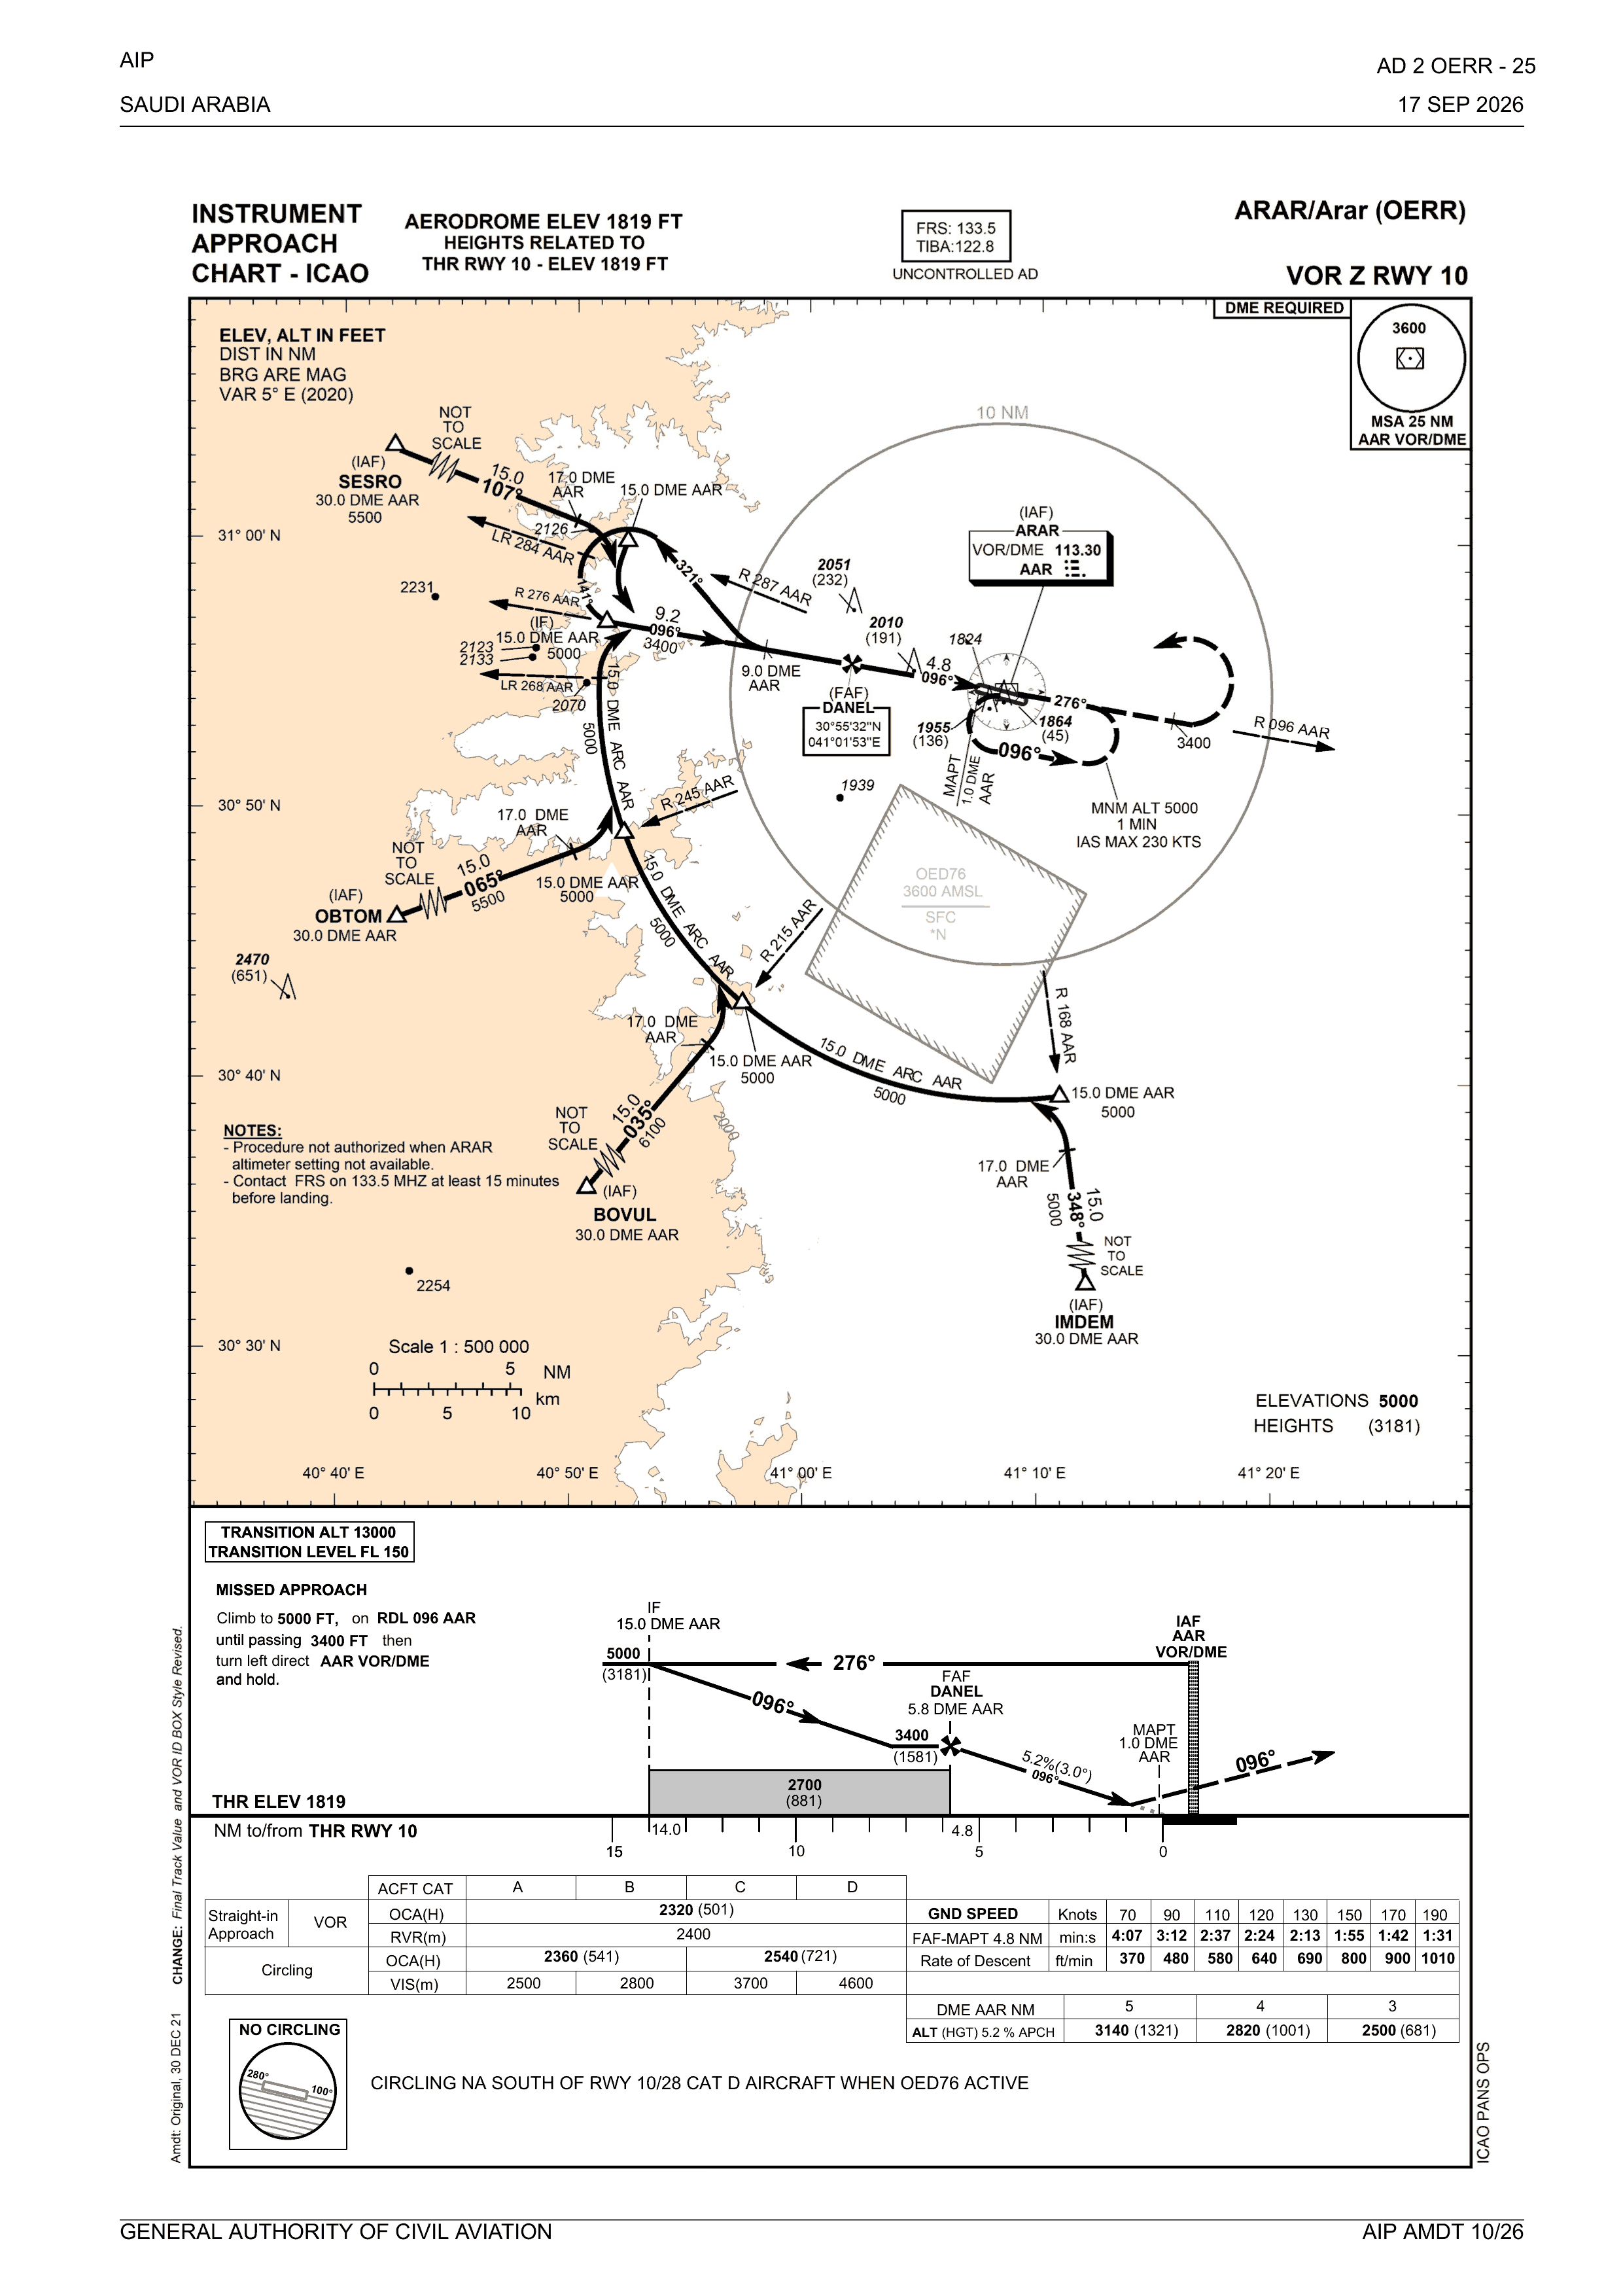 AIP
AD 2 OERR - 25
SAUDI ARABIA
17 SEP 2026
INSTRUMENT
APPROACH
CHART - ICAO
AERODROME ELEV 1819 FT
HEIGHTS RELATED TO
THR RWY 10 - ELEV 1819 FT
FRS: 133.5
TIBA:122.8
UNCONTROLLED AD
ARAR/Arar (OERR)
VOR Z RWY 10
ELEV, ALT IN FEET
DIST IN NM
BRG ARE MAG
VAR 5° E (2020)
DME REQUIRED
3600
MSA 25 NM
AAR VOR/DME
10 NM
NOT
TO
SCALE
(IAF)
SESRO
30.0 DME AAR
5500
15.0
107°
17.0 DME
AAR
15.0 DME AAR
2126
LR 284 AAR
321°
R 287 AAR
141°
2231
R 276 AAR
(IF)
15.0 DME AAR
5000
2123
2133
LR 268 AAR
2070
9.2
096°
3400
9.0 DME
AAR
2051
(232)
2010
(191)
1824
(IAF)
ARAR
VOR/DME 113.30
AAR
4.8
096°
(FAF)
DANEL
30°55'32"N
041°01'53"E
1955
(136)
1864
(45)
276°
096°
3400
R 096 AAR
MAPT
1.0 DME
AAR
MNM ALT 5000
1 MIN
IAS MAX 230 KTS
1939
31° 00' N
30° 50' N
30° 40' N
30° 30' N
15.0 DME ARC AAR
5000
R 245 AAR
17.0 DME
AAR
NOT
TO
SCALE
15.0
065°
5500
(IAF)
OBTOM
30.0 DME AAR
15.0 DME AAR
5000
15.0 DME ARC AAR
5000
R 215 AAR
OED76
3600 AMSL
SFC
*N
2470
(651)
17.0 DME
AAR
15.0 DME AAR
5000
15.0 DME ARC AAR
5000
R 168 AAR
15.0 DME AAR
5000
17.0 DME
AAR
15.0
348°
5000
NOT
TO
SCALE
(IAF)
IMDEM
30.0 DME AAR
NOT
TO
SCALE
15.0
035°
6100
(IAF)
BOVUL
30.0 DME AAR
2000
NOTES:
- Procedure not authorized when ARAR
altimeter setting not available.
- Contact FRS on 133.5 MHZ at least 15 minutes
before landing.
2254
Scale 1 : 500 000
0 5 NM
km
0 5 10
ELEVATIONS 5000
HEIGHTS (3181)
40° 40' E 40° 50' E 41° 00' E 41° 10' E 41° 20' E
TRANSITION ALT 13000
TRANSITION LEVEL FL 150
MISSED APPROACH
Climb to 5000 FT, on RDL 096 AAR
until passing 3400 FT then
turn left direct AAR VOR/DME
and hold.
IF
15.0 DME AAR
5000
(3181)
276°
096°
FAF
DANEL
5.8 DME AAR
3400
(1581)
5.2%(3.0°)
096°
MAPT
1.0 DME
AAR
IAF
AAR
VOR/DME
096°
2700
(881)
THR ELEV 1819
NM to/from THR RWY 10
14.0 4.8
15 10 5 0
ACFT CAT A B C D
Straight-in
Approach
VOR
OCA(H) 2320 (501)
RVR(m) 2400
Circling
OCA(H) 2360 (541) 2540 (721)
VIS(m) 2500 2800 3700 4600
GND SPEED Knots 70 90 110 120 130 150 170 190
FAF-MAPT 4.8 NM min:s 4:07 3:12 2:37 2:24 2:13 1:55 1:42 1:31
Rate of Descent ft/min 370 480 580 640 690 800 900 1010
DME AAR NM 5 4 3
ALT (HGT) 5.2 % APCH 3140 (1321) 2820 (1001) 2500 (681)
NO CIRCLING
280°
100°
CIRCLING NA SOUTH OF RWY 10/28 CAT D AIRCRAFT WHEN OED76 ACTIVE
Amdt: Original, 30 DEC 21
CHANGE: Final Track Value and VOR ID BOX Style Revised.
ICAO PANS OPS
GENERAL AUTHORITY OF CIVIL AVIATION
AIP AMDT 10/26